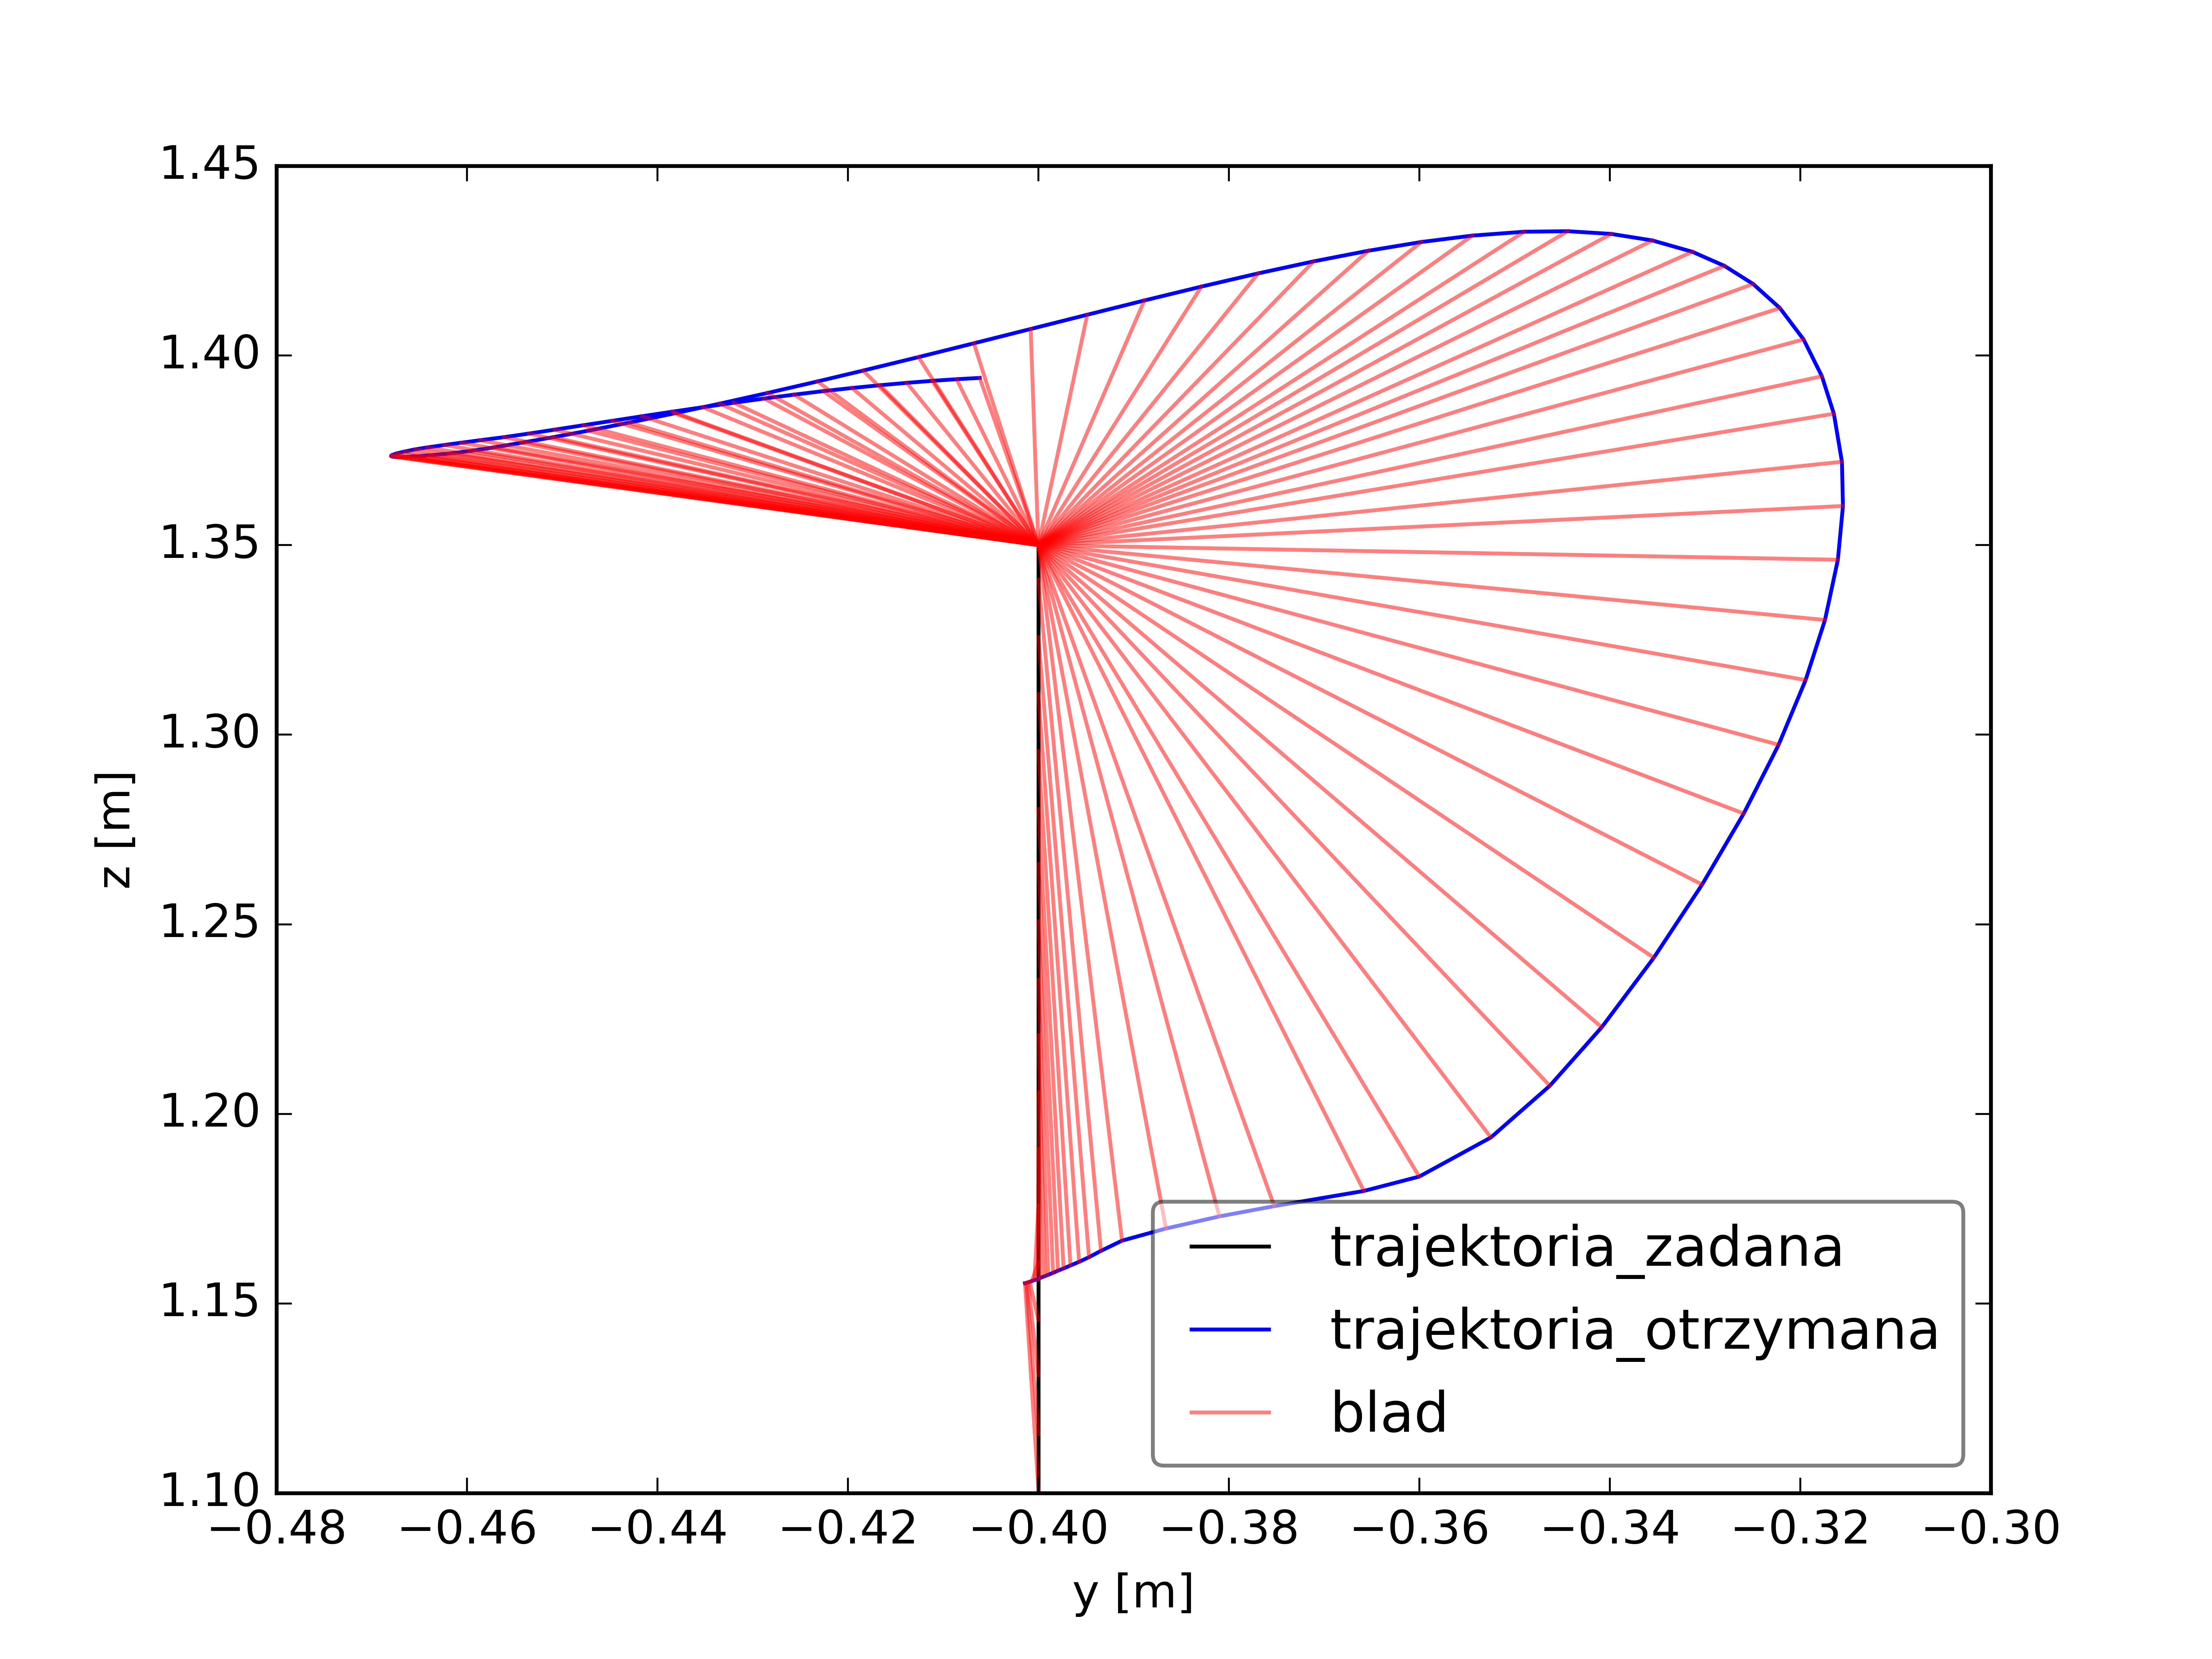 1.45
1.40
1.35
1.30
1.25
1.20
1.15
1.10
z [m]
trajektoria_zadana
trajektoria_otrzymana
blad
−0.48 −0.46 −0.44 −0.42 −0.40 −0.38 −0.36 −0.34 −0.32 −0.30
y [m]